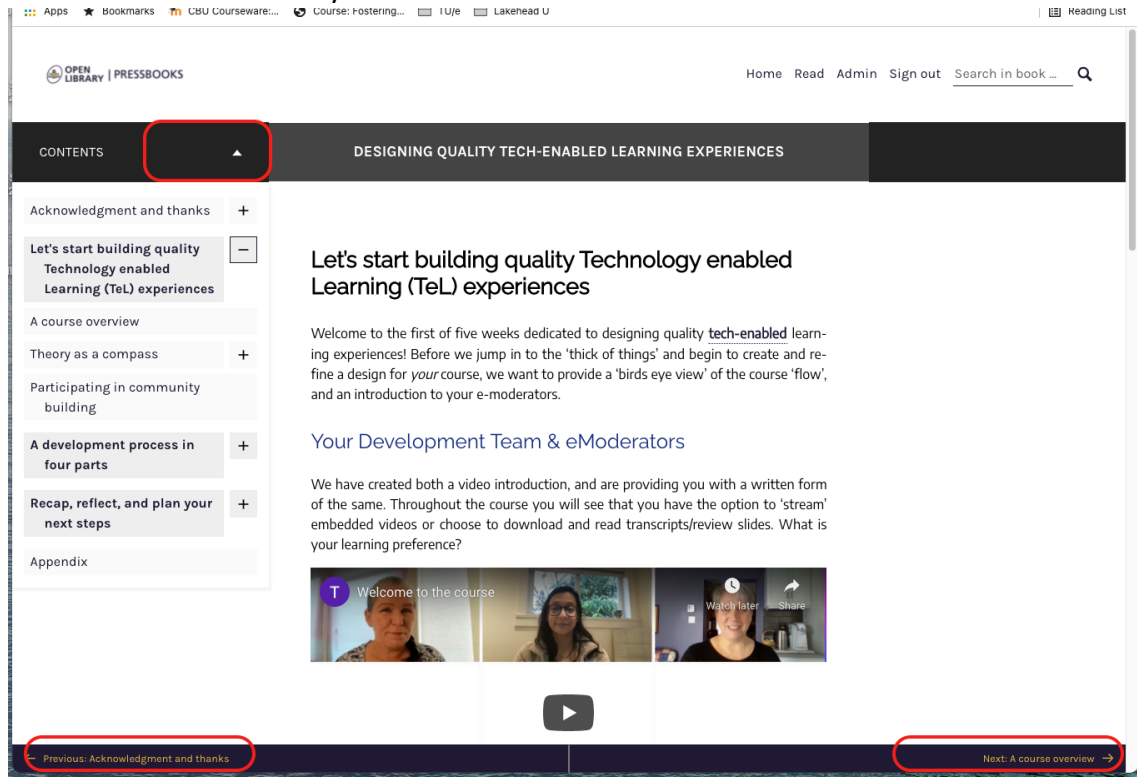 Apps Bookmarks CBU Courseware:... Course: Fostering... TU/e Lakehead U Reading List
OPEN LIBRARY | PRESSBOOKS
Home Read Admin Sign out Search in book ...
CONTENTS
DESIGNING QUALITY TECH-ENABLED LEARNING EXPERIENCES
Acknowledgment and thanks +
Let's start building quality −
Technology enabled
Learning (TeL) experiences
A course overview
Theory as a compass +
Participating in community
building
A development process in +
four parts
Recap, reflect, and plan your +
next steps
Appendix
Let's start building quality Technology enabled
Learning (TeL) experiences
Welcome to the first of five weeks dedicated to designing quality tech-enabled learn-
ing experiences! Before we jump in to the 'thick of things' and begin to create and re-
fine a design for your course, we want to provide a 'birds eye view' of the course 'flow',
and an introduction to your e-moderators.
Your Development Team & eModerators
We have created both a video introduction, and are providing you with a written form
of the same. Throughout the course you will see that you have the option to 'stream'
embedded videos or choose to download and read transcripts/review slides. What is
your learning preference?
T Welcome to the course
Watch later Share
← Previous: Acknowledgment and thanks
Next: A course overview →